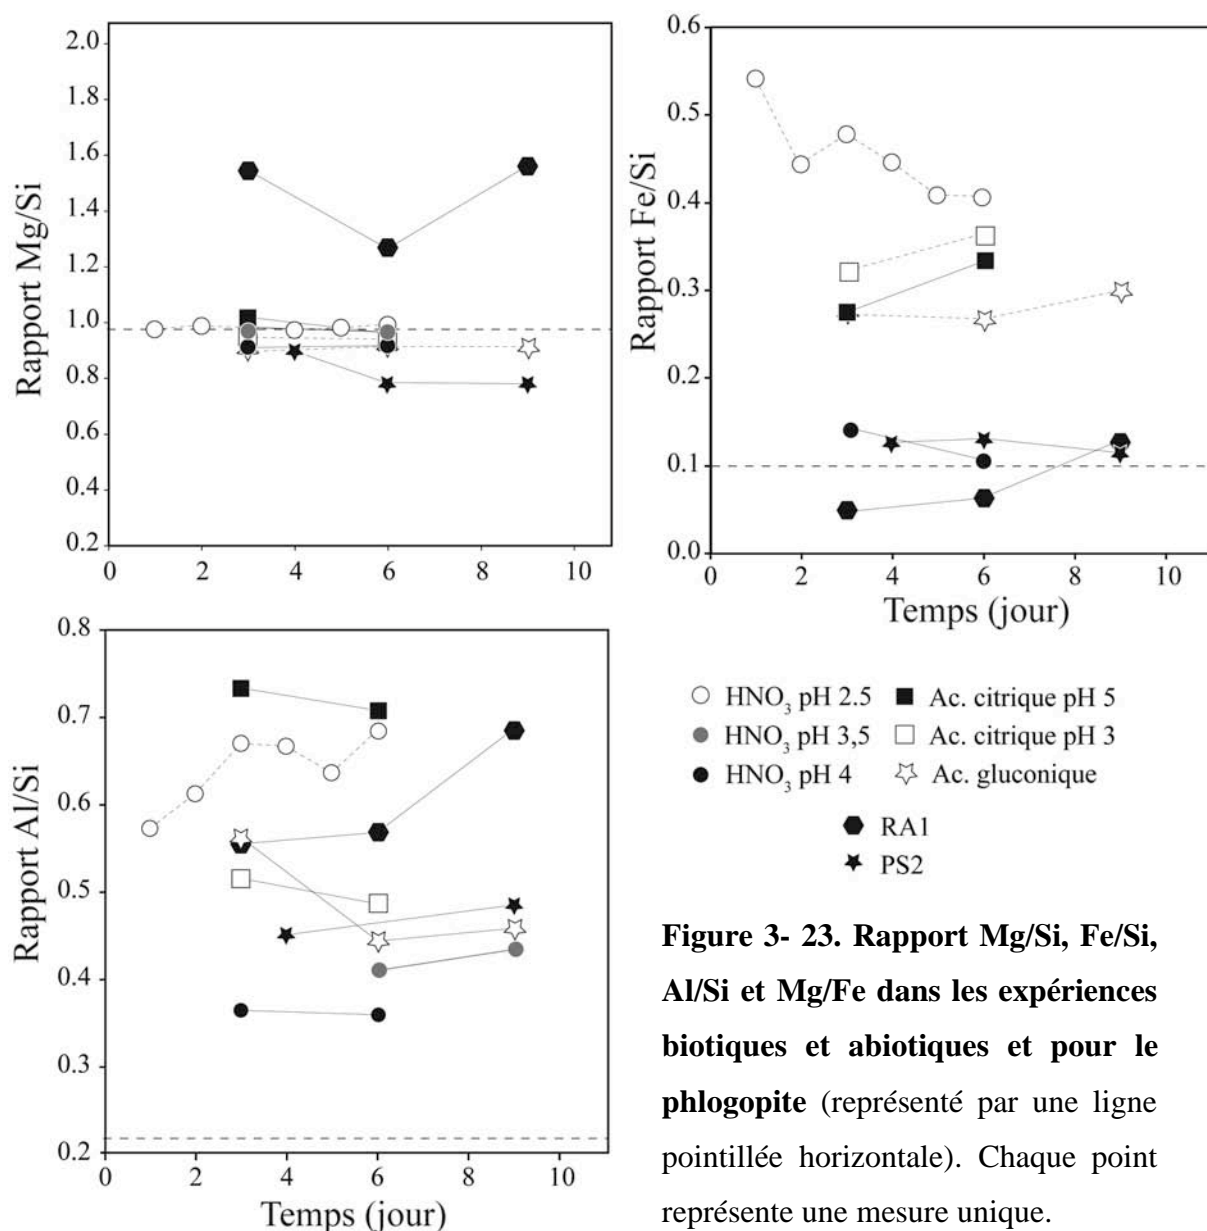 Rapport Mg/Si
2.0
1.8
1.6
1.4
1.2
1.0
0.8
0.6
0.4
0.2
0 2 4 6 8 10
Rapport Fe/Si
0.6
0.5
0.4
0.3
0.2
0.1
0.0
0 2 4 6 8 10
Temps (jour)
Rapport Al/Si
0.8
0.7
0.6
0.5
0.4
0.3
0.2
0 2 4 6 8 10
Temps (jour)
HNO3 pH 2.5 Ac. citrique pH 5
HNO3 pH 3,5 Ac. citrique pH 3
HNO3 pH 4 Ac. gluconique
RA1
PS2
Figure 3- 23. Rapport Mg/Si, Fe/Si,
Al/Si et Mg/Fe dans les expériences
biotiques et abiotiques et pour le
phlogopite (représenté par une ligne
pointillée horizontale). Chaque point
représente une mesure unique.